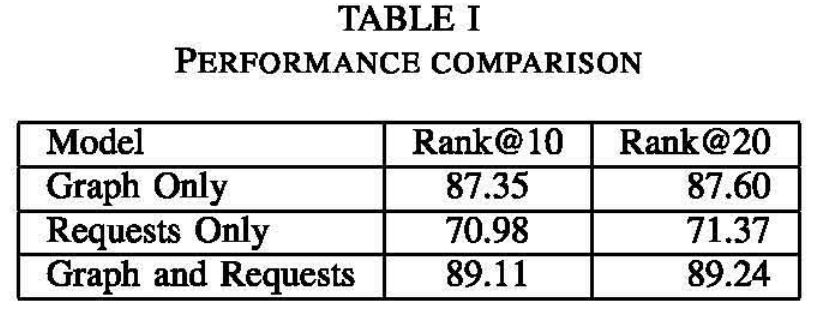 TABLE I
PERFORMANCE COMPARISON
Model Rank@10 Rank@20
Graph Only 87.35 87.60
Requests Only 70.98 71.37
Graph and Requests 89.11 89.24